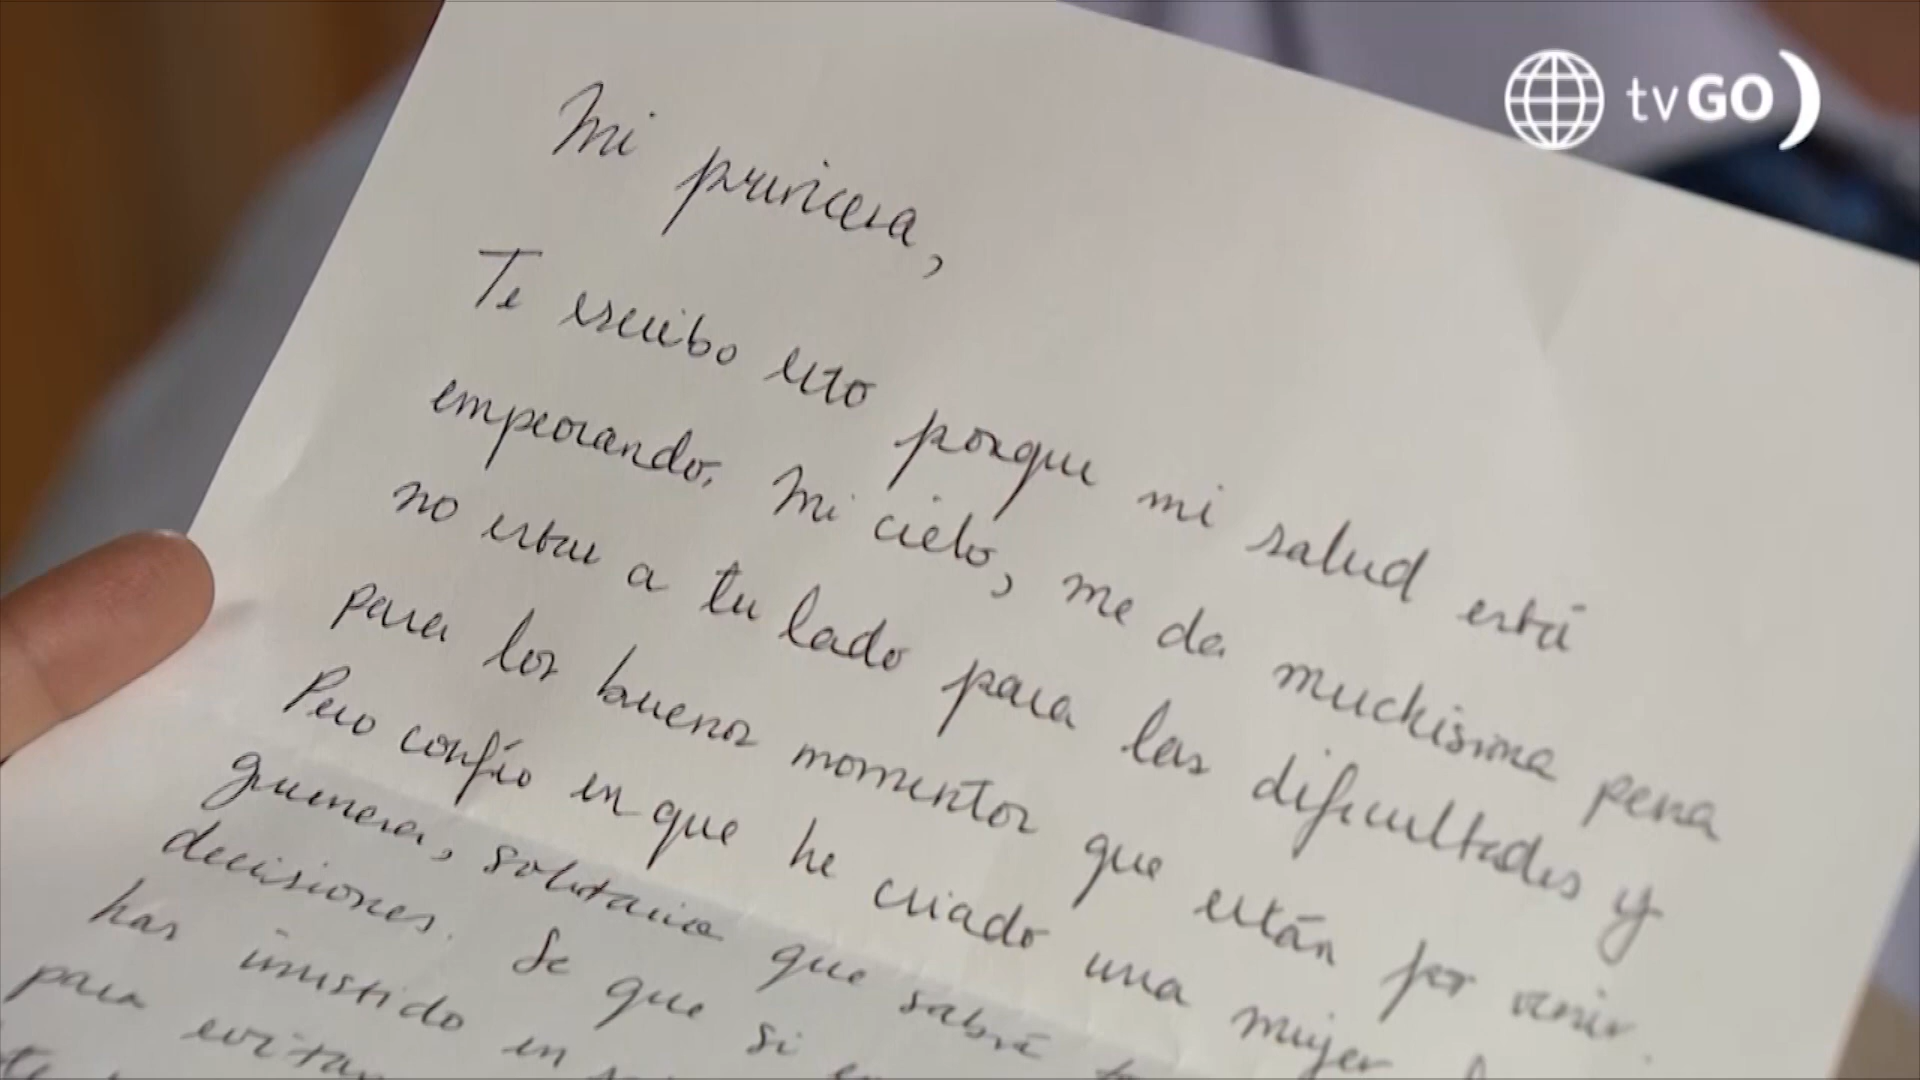 tvGO
Mi princesa,
Te escribo esto porque mi salud está
empeorando. Mi cielo, me da muchísima pena
no estar a tu lado para las dificultades y
para los buenos momentos que están por venir.
Pero confío en que he criado una mujer
guerrera, solitaria que sabrá
decisiones. Se que si
has insistido en
para evitar
te